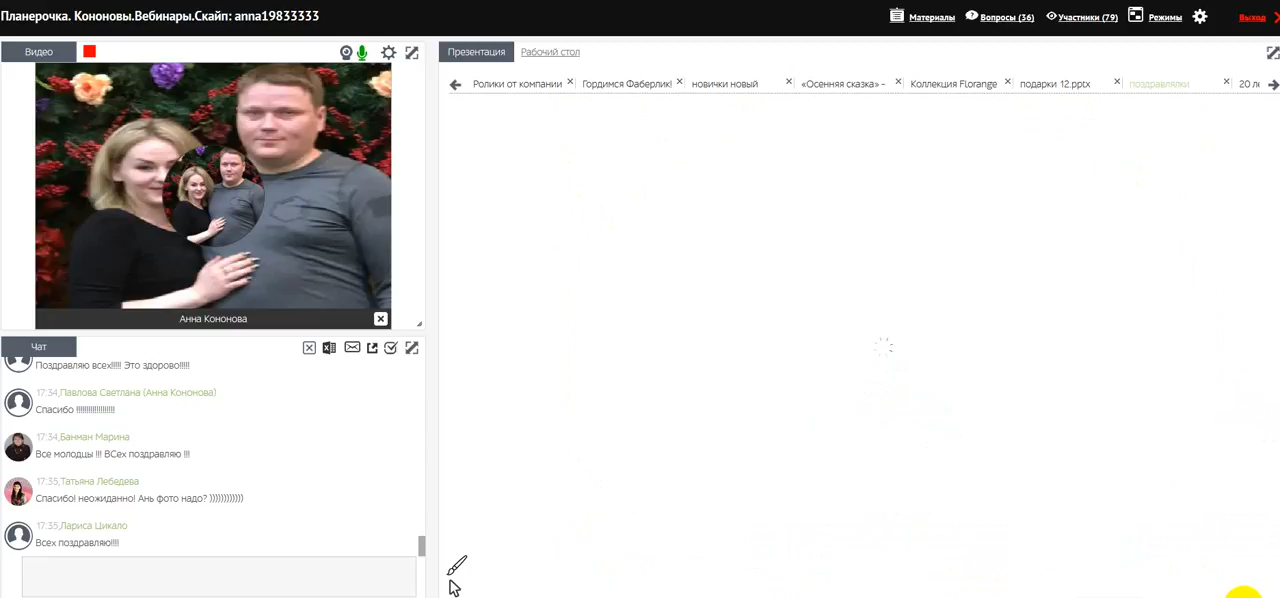 Планерочка. Кононовы.Вебинары.Скайп: anna19833333
Материалы Вопросы (36) Участники (79) Режимы Выход
Видео
Анна Кононова
Чат
Поздравляю всех!!!!! Это здорово!!!!!
17:34,Павлова Светлана (Анна Кононова)
Спасибо !!!!!!!!!!!!!!!!!!!
17:34,Банман Марина
Все молодцы !!! ВСех поздравляю !!!
17:35,Татьяна Лебедева
Спасибо! неожиданно! Ань фото надо? ))))))))))))
17:35,Лариса Цикало
Всех поздравляю!!!!
Презентация Рабочий стол
Ролики от компании Гордимся Фаберлик! новички новый «Осенняя сказка» – Коллекция Florange подарки 12.pptx поздравлялки 20